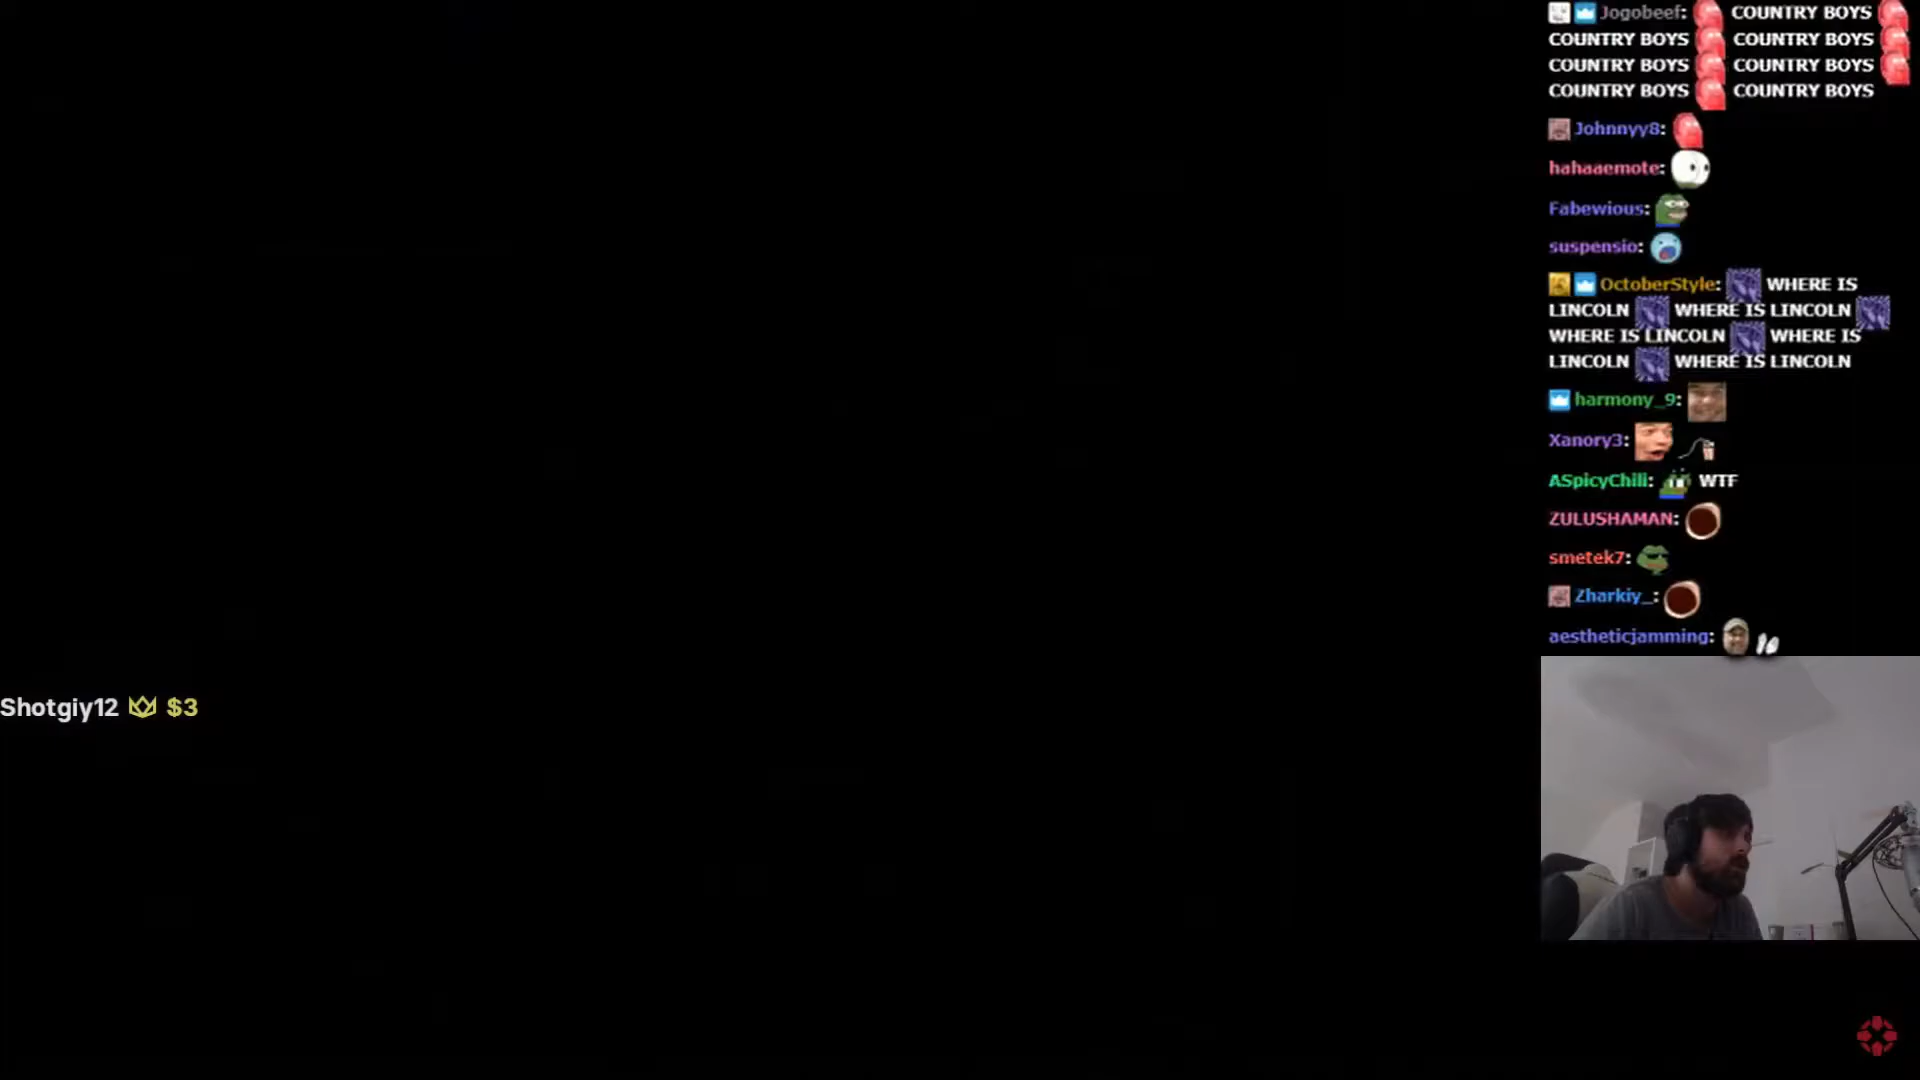 Jogobeef: COUNTRY BOYS
COUNTRY BOYS COUNTRY BOYS
COUNTRY BOYS COUNTRY BOYS
COUNTRY BOYS COUNTRY BOYS
Johnnyy8:
hahaaemote:
Fabewious:
suspensio:
OctoberStyle: WHERE IS
LINCOLN WHERE IS LINCOLN
WHERE IS LINCOLN WHERE IS
LINCOLN WHERE IS LINCOLN
harmony_9:
Xanory3:
ASpicyChili: WTF
ZULUSHAMAN:
smetek7:
Zharkiy_:
aestheticjamming:
Shotgiy12 $3